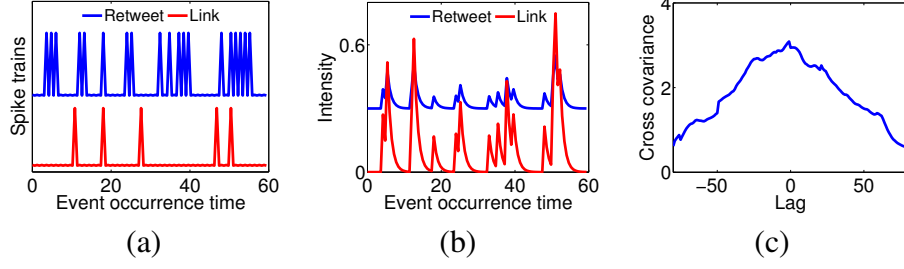 Retweet Link
Spike trains
0 20 40 60
Event occurrence time
(a)
Retweet Link
Intensity
0.6
0
0 20 40 60
Event occurrence time
(b)
Cross covariance
4
2
0
−50 0 50
Lag
(c)